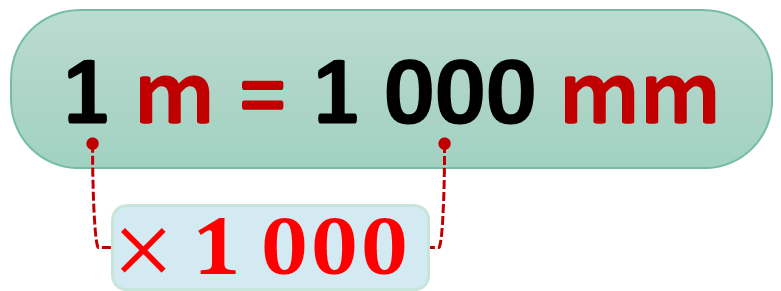 1 m = 1 000 mm
× 1 000